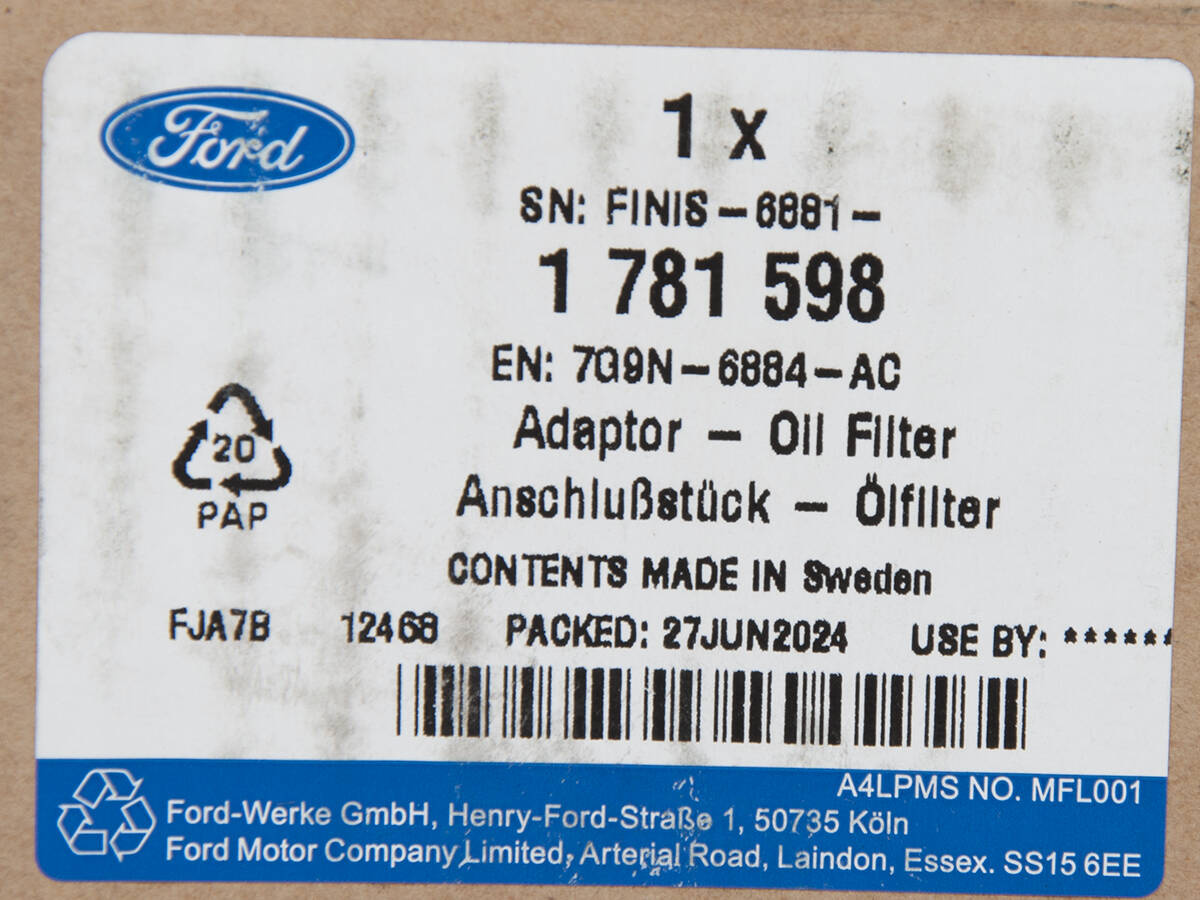 Ford
1 x
SN: FINIS-6881-
1 781 598
EN: 7G9N-6884-AC
Adaptor - Oil Filter
Anschlußstück - Ölfilter
20
PAP
CONTENTS MADE IN Sweden
FJA7B 12468 PACKED: 27JUN2024 USE BY: ******
A4LPMS NO. MFL001
Ford-Werke GmbH, Henry-Ford-Straße 1, 50735 Köln
Ford Motor Company Limited, Arterial Road, Laindon, Essex. SS15 6EE